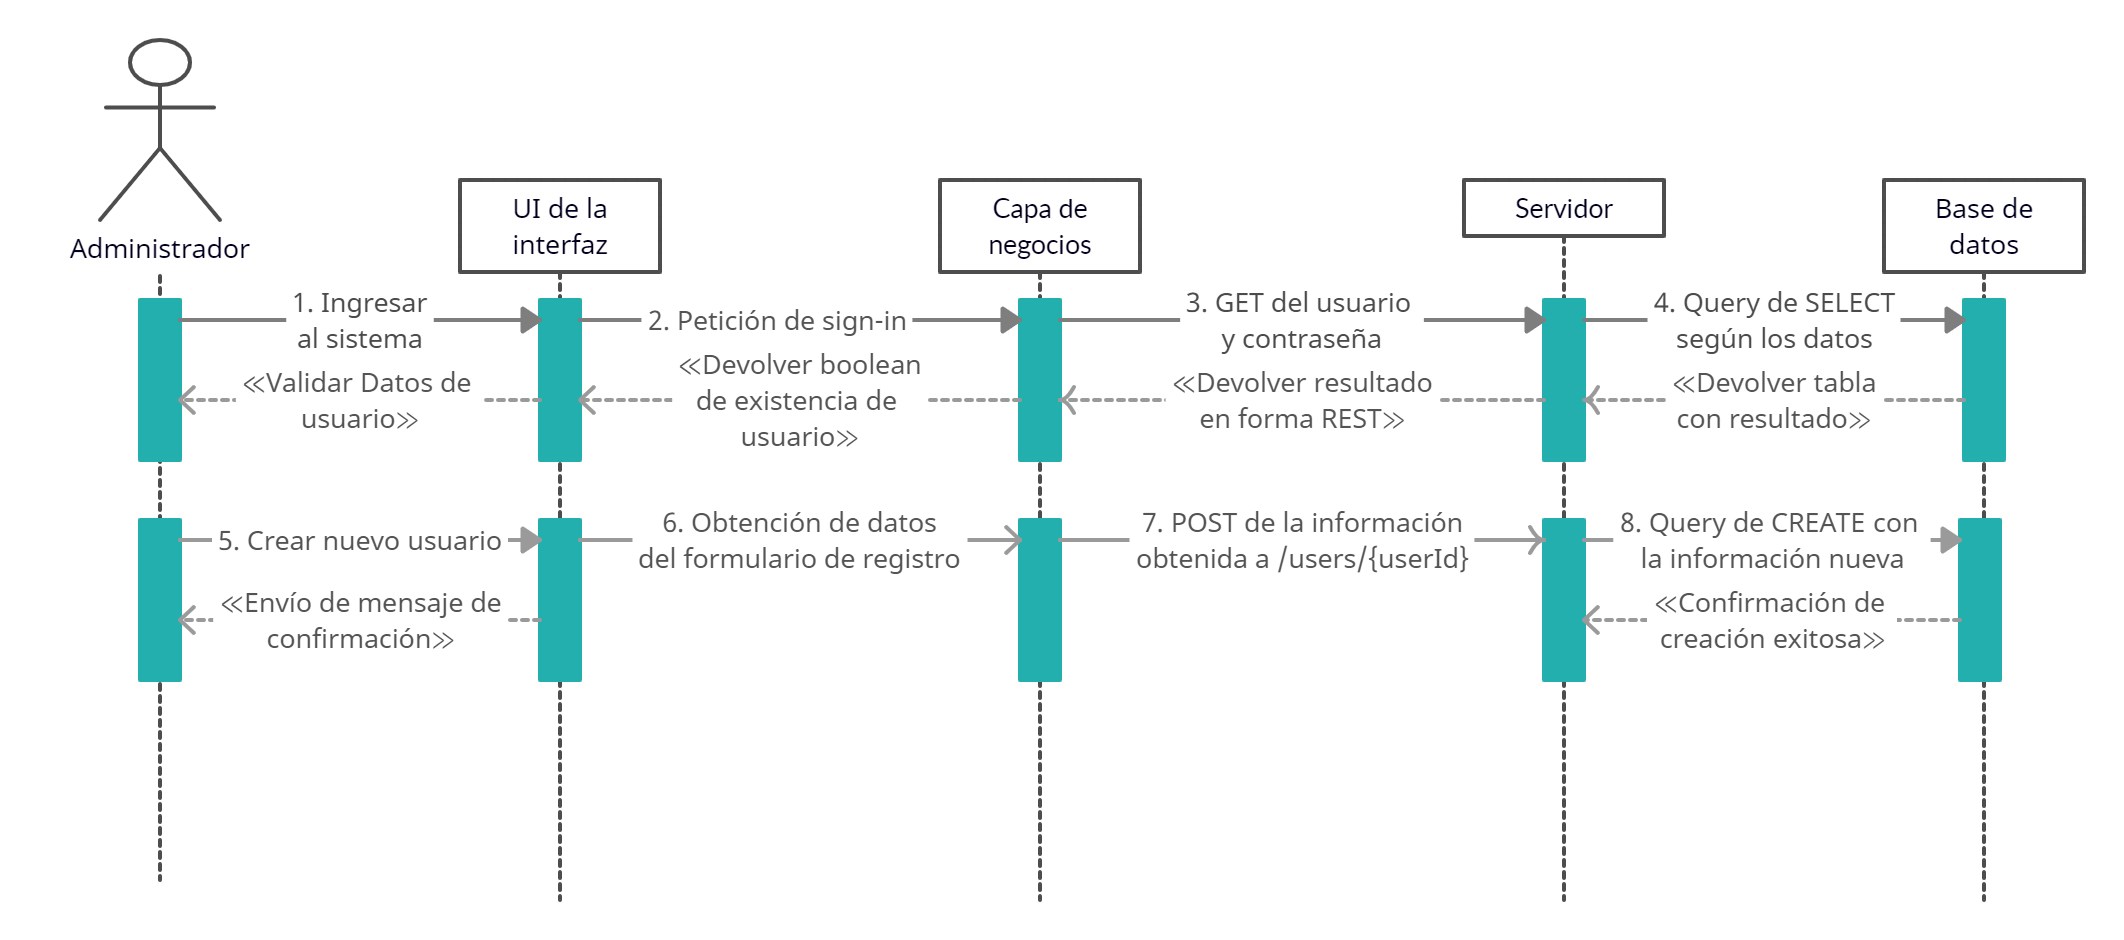 Administrador
UI de la
interfaz
Capa de
negocios
Servidor
Base de
datos
1. Ingresar
al sistema
2. Petición de sign-in
3. GET del usuario
y contraseña
4. Query de SELECT
según los datos
≪Validar Datos de
usuario≫
≪Devolver boolean
de existencia de
usuario≫
≪Devolver resultado
en forma REST≫
≪Devolver tabla
con resultado≫
5. Crear nuevo usuario
6. Obtención de datos
del formulario de registro
7. POST de la información
obtenida a /users/{userId}
8. Query de CREATE con
la información nueva
≪Envío de mensaje de
confirmación≫
≪Confirmación de
creación exitosa≫